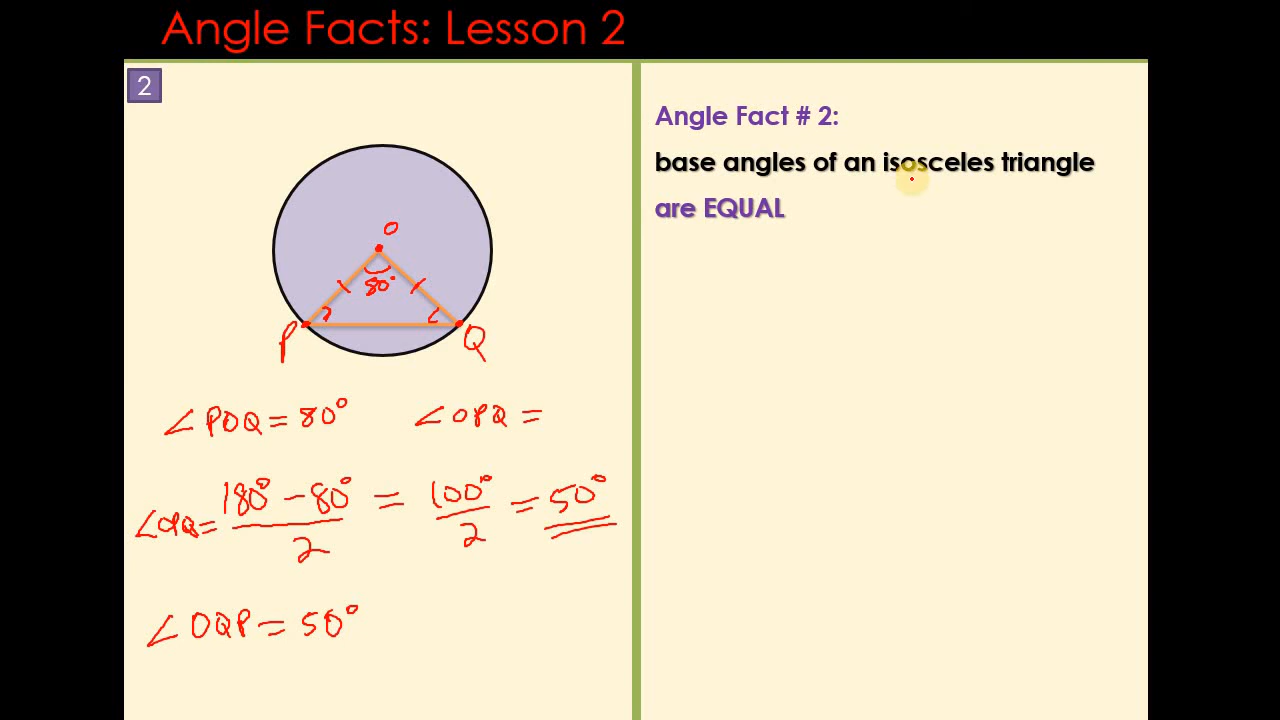 Angle Facts: Lesson 2
2
O
80°
P
Q
∠POQ = 80°
∠OPQ =
∠OPQ = 180° - 80° / 2 = 100° / 2 = 50°
∠OQP = 50°
Angle Fact # 2:
base angles of an isosceles triangle
are EQUAL